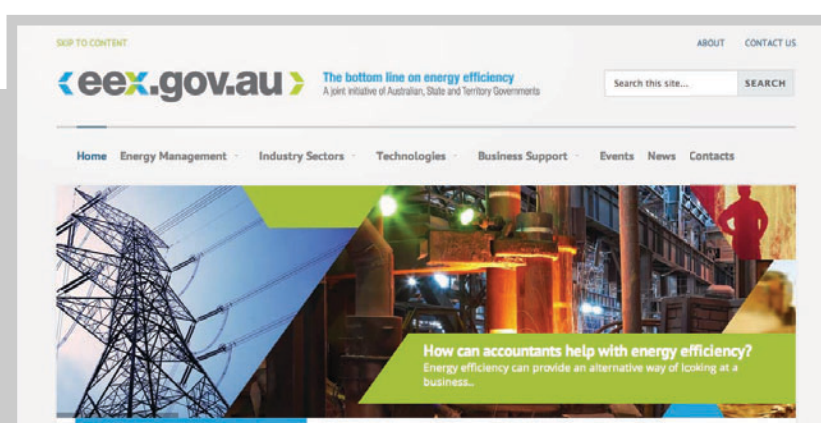 SKIP TO CONTENT
ABOUT CONTACT US
eex.gov.au
The bottom line on energy efficiency
A joint initiative of Australian, State and Territory Governments
Search this site... SEARCH
Home Energy Management Industry Sectors Technologies Business Support Events News Contacts
How can accountants help with energy efficiency?
Energy efficiency can provide an alternative way of looking at a
business..